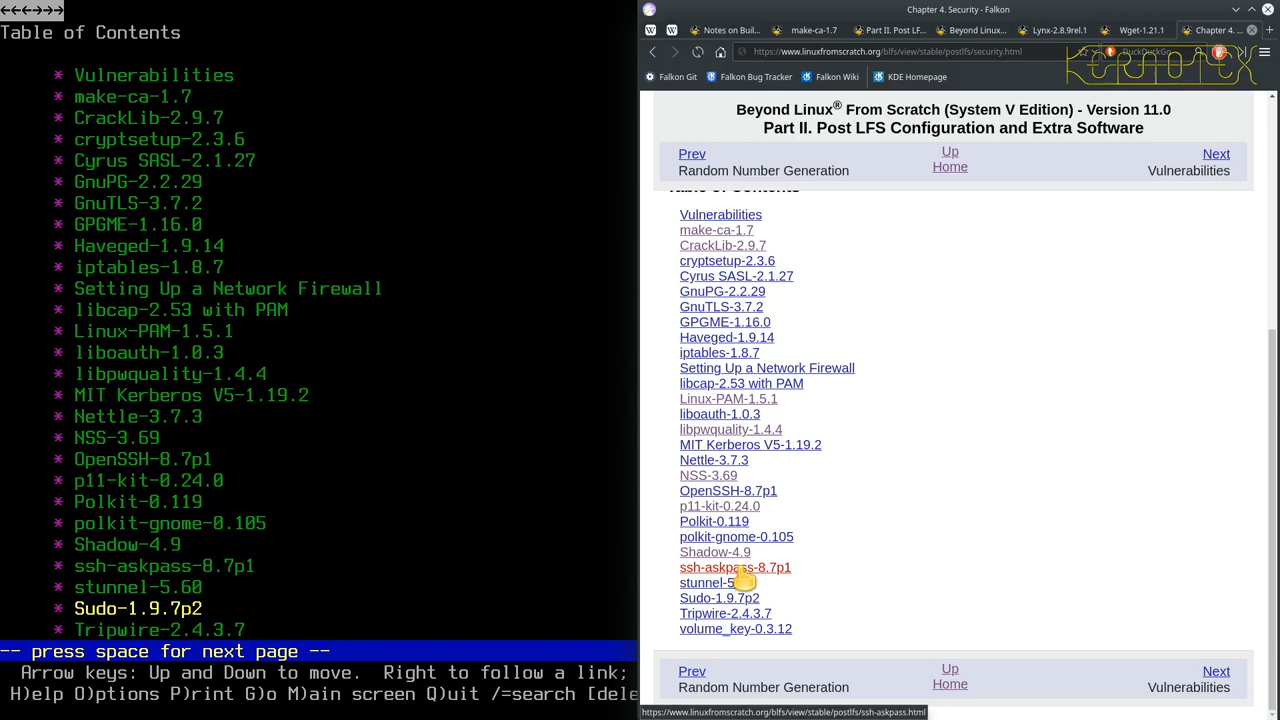 ←←←→→→
Table of Contents
* Vulnerabilities
* make-ca-1.7
* CrackLib-2.9.7
* cryptsetup-2.3.6
* Cyrus SASL-2.1.27
* GnuPG-2.2.29
* GnuTLS-3.7.2
* GPGME-1.16.0
* Haveged-1.9.14
* iptables-1.8.7
* Setting Up a Network Firewall
* libcap-2.53 with PAM
* Linux-PAM-1.5.1
* liboauth-1.0.3
* libpwquality-1.4.4
* MIT Kerberos V5-1.19.2
* Nettle-3.7.3
* NSS-3.69
* OpenSSH-8.7p1
* p11-kit-0.24.0
* Polkit-0.119
* polkit-gnome-0.105
* Shadow-4.9
* ssh-askpass-8.7p1
* stunnel-5.60
* Sudo-1.9.7p2
* Tripwire-2.4.3.7
-- press space for next page --
Arrow keys: Up and Down to move. Right to follow a link;
H)elp O)ptions P)rint G)o M)ain screen Q)uit /=search [dele
Chapter 4. Security - Falkon
Notes on Buil...
make-ca-1.7
Part II. Post LF...
Beyond Linux...
Lynx-2.8.9rel.1
Wget-1.21.1
Chapter 4. ...
https://www.linuxfromscratch.org/blfs/view/stable/postlfs/security.html
DuckDuckGo
Kernotex
Falkon Git
Falkon Bug Tracker
Falkon Wiki
KDE Homepage
Beyond Linux® From Scratch (System V Edition) - Version 11.0
Part II. Post LFS Configuration and Extra Software
Prev Up Next
Random Number Generation Home Vulnerabilities
Table of Contents
Vulnerabilities
make-ca-1.7
CrackLib-2.9.7
cryptsetup-2.3.6
Cyrus SASL-2.1.27
GnuPG-2.2.29
GnuTLS-3.7.2
GPGME-1.16.0
Haveged-1.9.14
iptables-1.8.7
Setting Up a Network Firewall
libcap-2.53 with PAM
Linux-PAM-1.5.1
liboauth-1.0.3
libpwquality-1.4.4
MIT Kerberos V5-1.19.2
Nettle-3.7.3
NSS-3.69
OpenSSH-8.7p1
p11-kit-0.24.0
Polkit-0.119
polkit-gnome-0.105
Shadow-4.9
ssh-askpass-8.7p1
stunnel-5
Sudo-1.9.7p2
Tripwire-2.4.3.7
volume_key-0.3.12
Prev Up Next
Random Number Generation Home Vulnerabilities
https://www.linuxfromscratch.org/blfs/view/stable/postlfs/ssh-askpass.html